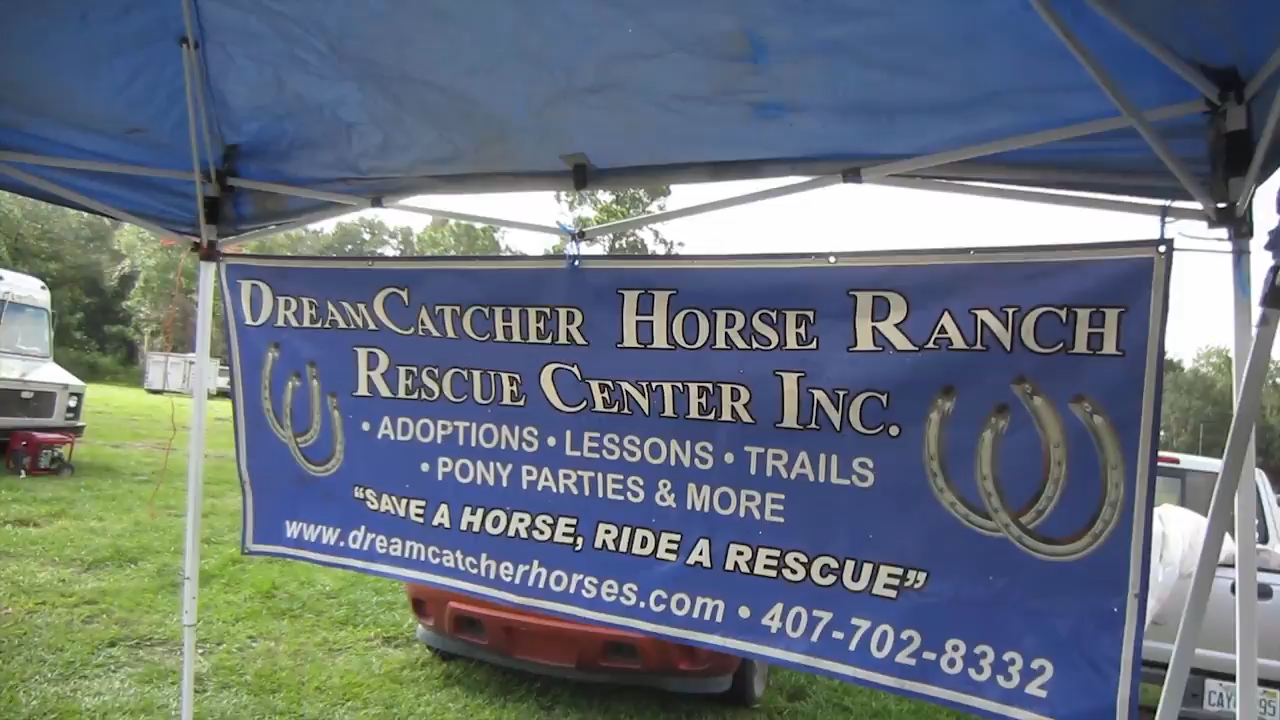 DREAMCATCHER HORSE RANCH
RESCUE CENTER INC.
• ADOPTIONS • LESSONS • TRAILS
• PONY PARTIES & MORE
“SAVE A HORSE, RIDE A RESCUE”
www.dreamcatcherhorses.com • 407-702-8332